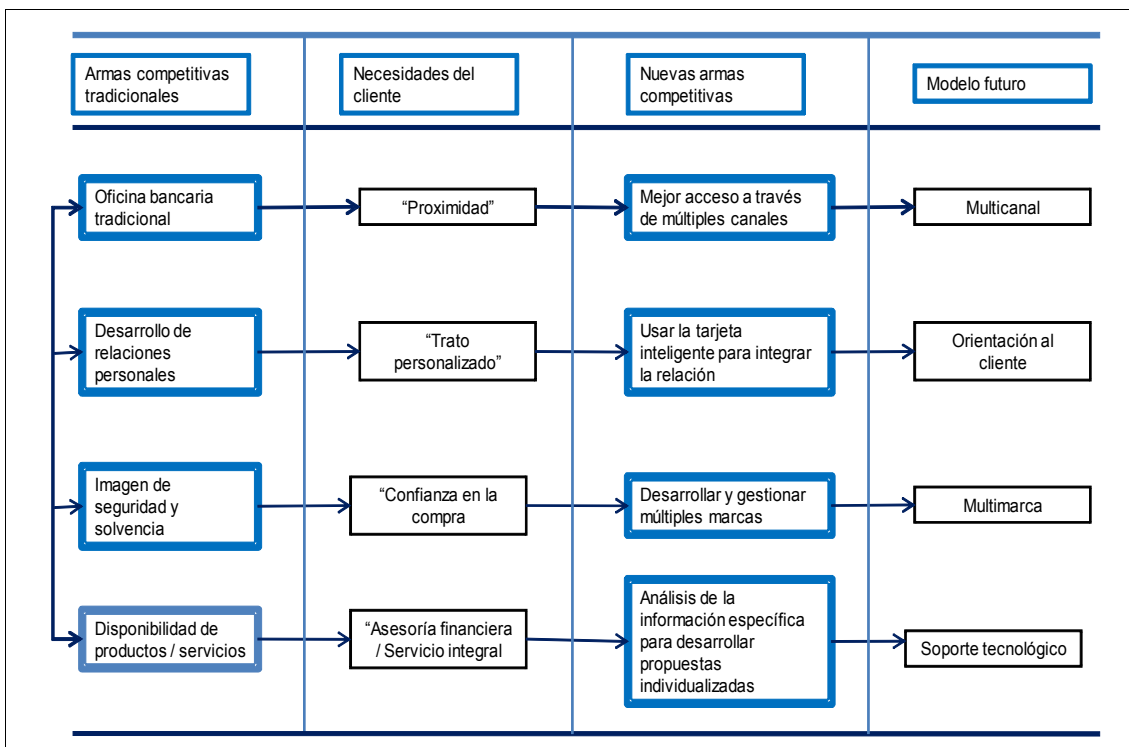 Armas competitivas
tradicionales
Necesidades del
cliente
Nuevas armas
competitivas
Modelo futuro
Oficina bancaria
tradicional
“Proximidad”
Mejor acceso a través
de múltiples canales
Multicanal
Desarrollo de
relaciones
personales
“Trato
personalizado”
Usar la tarjeta
inteligente para integrar
la relación
Orientación al
cliente
Imagen de
seguridad y
solvencia
“Confianza en la
compra
Desarrollar y gestionar
múltiples marcas
Multimarca
Disponibilidad de
productos / servicios
“Asesoría financiera
/ Servicio integral
Análisis de la
información específica
para desarrollar
propuestas
individualizadas
Soporte tecnológico